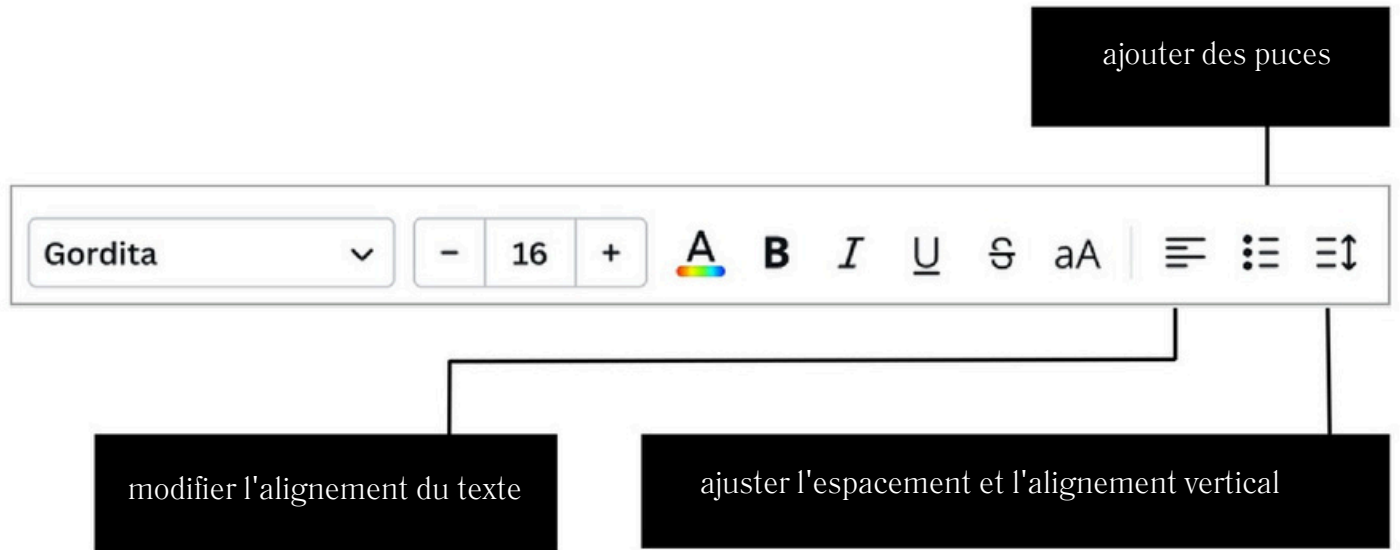 ajouter des puces
Gordita - 16 + A B I U S aA
modifier l'alignement du texte
ajuster l'espacement et l'alignement vertical